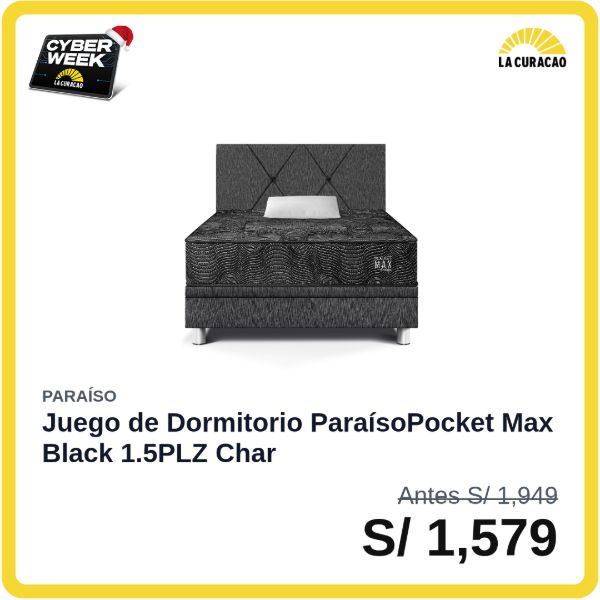 CYBER
WEEK
LA CURACAO
LA CURACAO
MAX
PARAÍSO
Juego de Dormitorio ParaísoPocket Max
Black 1.5PLZ Char
Antes S/ 1,949
S/ 1,579